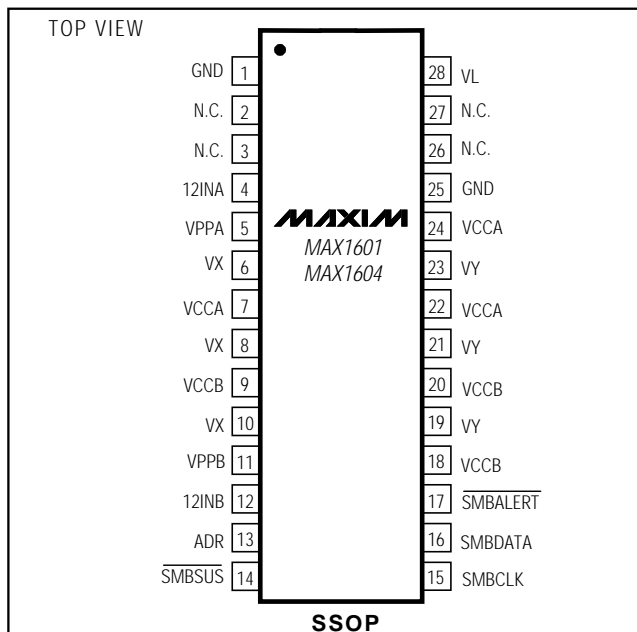 TOP VIEW
GND 1 28 VL
N.C. 2 27 N.C.
N.C. 3 26 N.C.
12INA 4 25 GND
VPPA 5 24 VCCA
MAXIM
MAX1601
MAX1604
VX 6 23 VY
VCCA 7 22 VCCA
VX 8 21 VY
VCCB 9 20 VCCB
VX 10 19 VY
VPPB 11 18 VCCB
12INB 12 17 SMBALERT
ADR 13 16 SMBDATA
SMBSUS 14 15 SMBCLK
SSOP